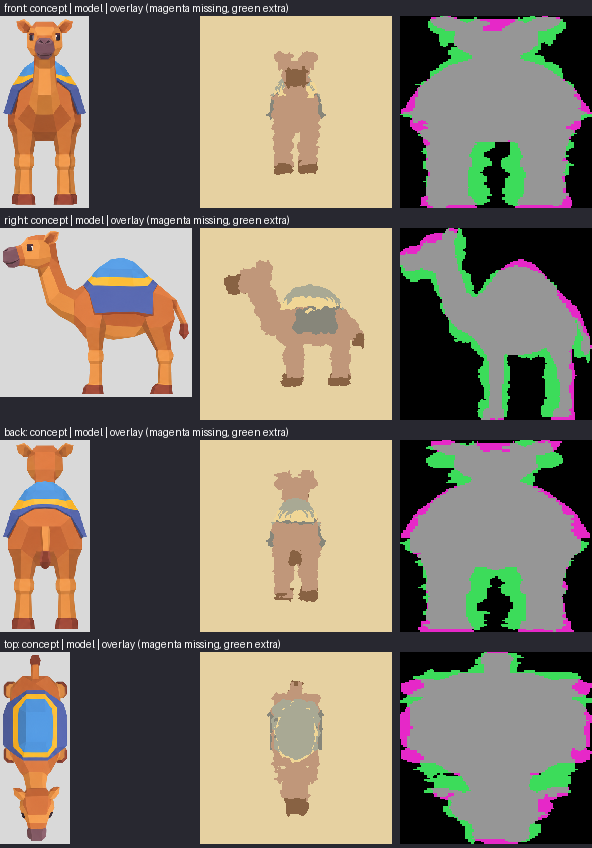 front: concept | model | overlay (magenta missing, green extra)
right: concept | model | overlay (magenta missing, green extra)
back: concept | model | overlay (magenta missing, green extra)
top: concept | model | overlay (magenta missing, green extra)